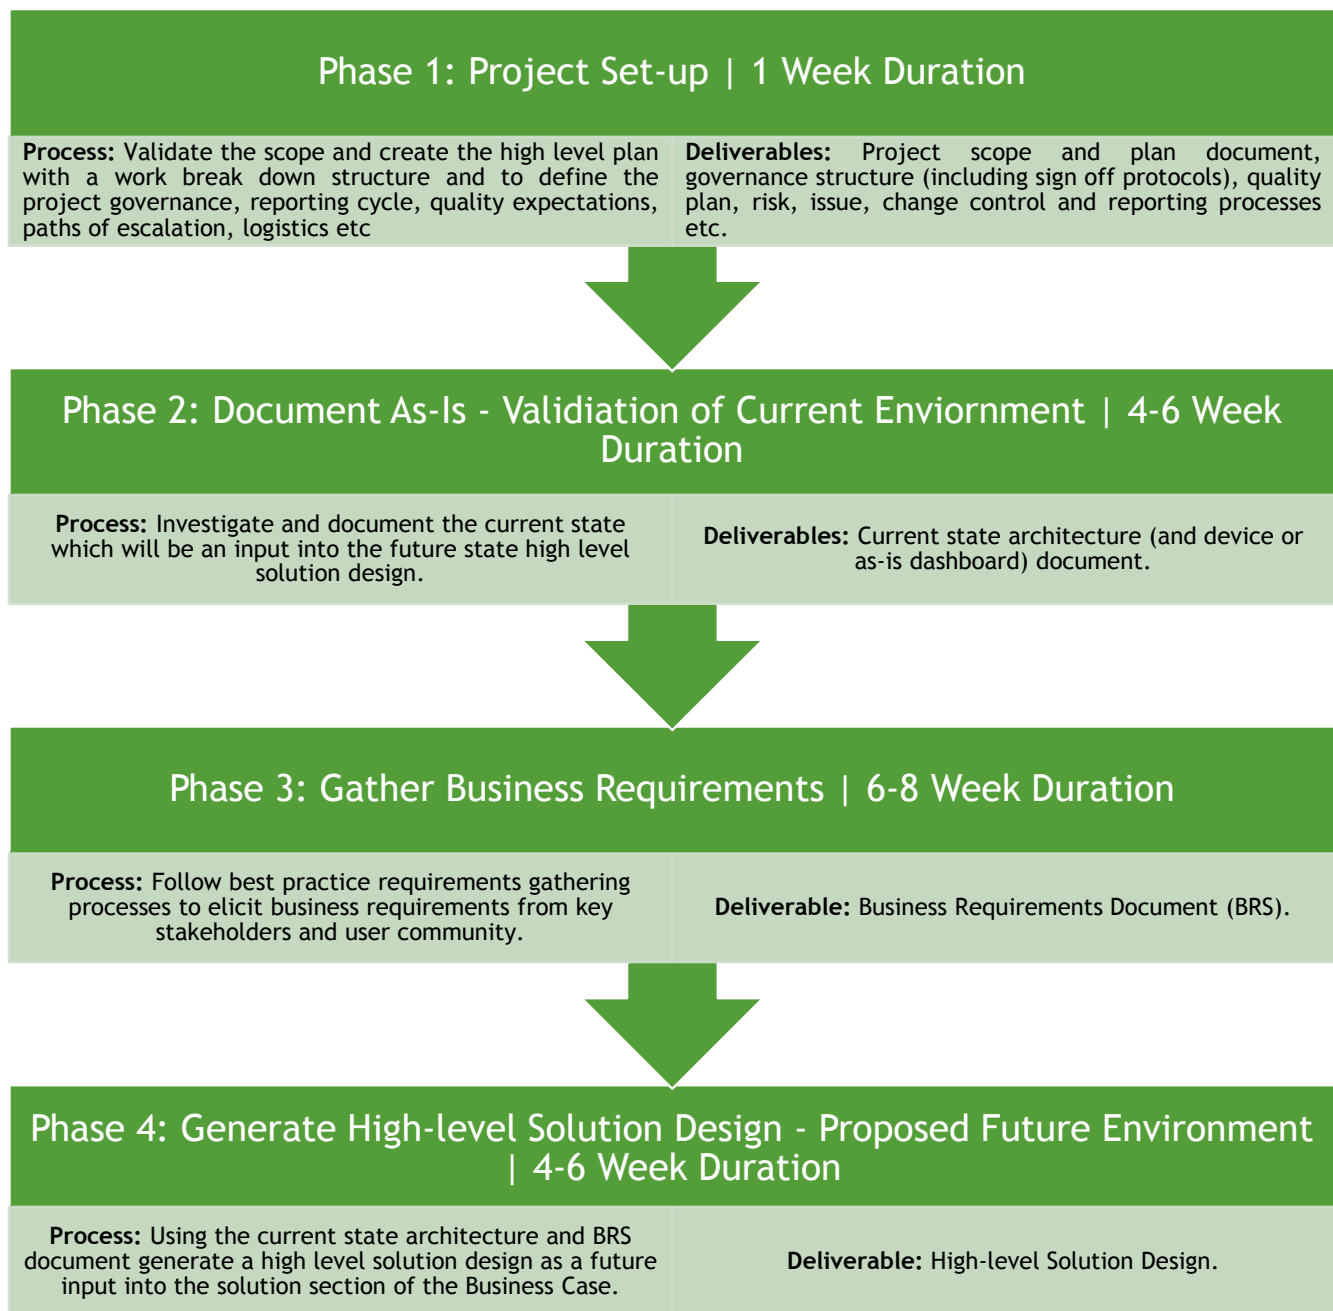 Phase 1: Project Set-up | 1 Week Duration
Process: Validate the scope and create the high level plan
with a work break down structure and to define the
project governance, reporting cycle, quality expectations,
paths of escalation, logistics etc
Deliverables: Project scope and plan document,
governance structure (including sign off protocols), quality
plan, risk, issue, change control and reporting processes
etc.
Phase 2: Document As-Is - Validiation of Current Enviornment | 4-6 Week
Duration
Process: Investigate and document the current state
which will be an input into the future state high level
solution design.
Deliverables: Current state architecture (and device or
as-is dashboard) document.
Phase 3: Gather Business Requirements | 6-8 Week Duration
Process: Follow best practice requirements gathering
processes to elicit business requirements from key
stakeholders and user community.
Deliverable: Business Requirements Document (BRS).
Phase 4: Generate High-level Solution Design - Proposed Future Environment
| 4-6 Week Duration
Process: Using the current state architecture and BRS
document generate a high level solution design as a future
input into the solution section of the Business Case.
Deliverable: High-level Solution Design.